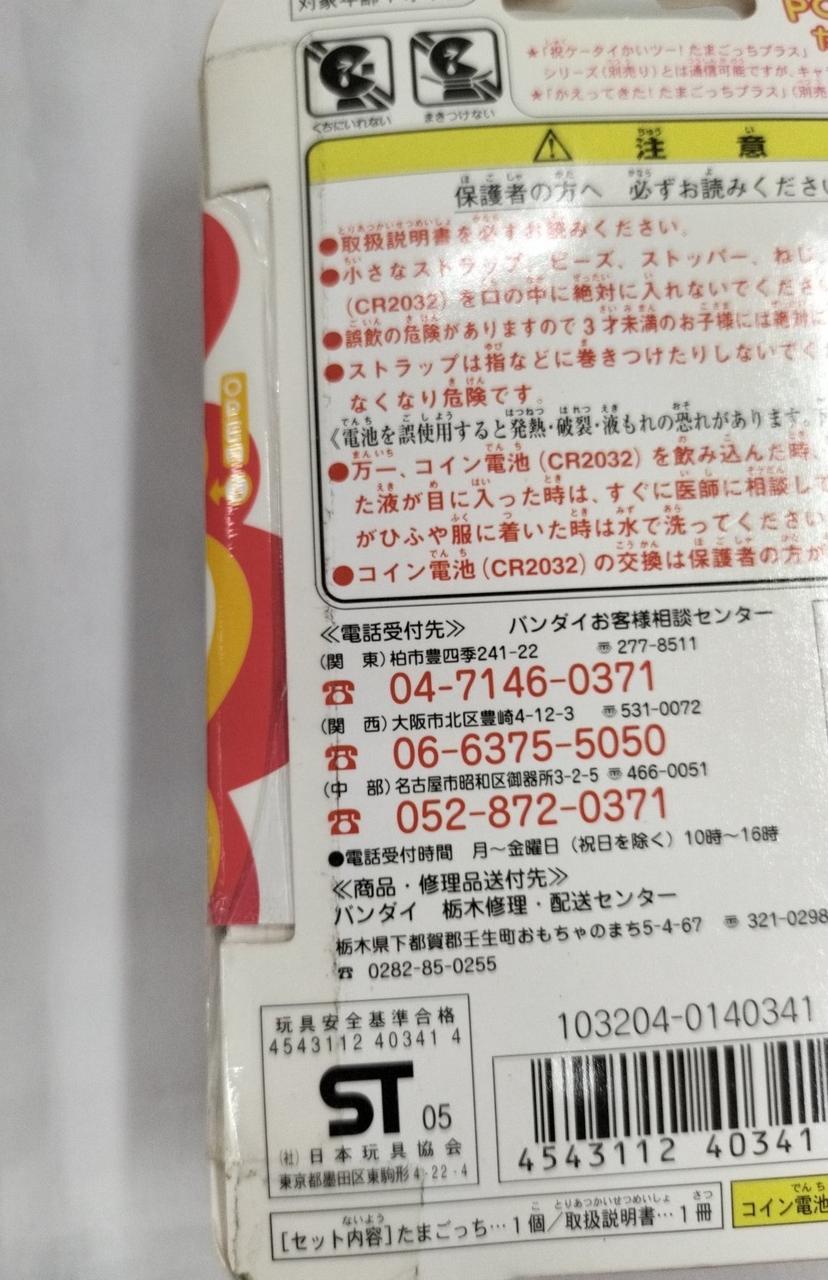 くちにいれない
まきつけない
★「祝ケータイかいツー！たまごっちプラス」
シリーズ（別売り）とは通信可能ですが、キャ
★「かえってきた！たまごっちプラス」（別売
注意
保護者の方へ 必ずお読みくださ
●取扱説明書を必ずお読みください。
●小さなストラップ、ビーズ、ストッパー、ねじ、
（CR2032）を口の中に絶対に入れないでくださ
●誤飲の危険がありますので3才未満のお子様には絶対に
●ストラップは指などに巻きつけたりしないでく
なくなり危険です。
《電池を誤使用すると発熱・破裂・液もれの恐れがあります。
●万一、コイン電池（CR2032）を飲み込んだ時、
た液が目に入った時は、すぐに医師に相談して
がひふや服に着いた時は水で洗ってください
●コイン電池（CR2032）の交換は保護者の方が
≪電話受付先≫ バンダイお客様相談センター
（関 東）柏市豊四季241-22 〠277-8511
☎ 04-7146-0371
（関 西）大阪市北区豊崎4-12-3 〠531-0072
☎ 06-6375-5050
（中 部）名古屋市昭和区御器所3-2-5 〠466-0051
☎ 052-872-0371
●電話受付時間 月～金曜日（祝日を除く）10時～16時
≪商品・修理品送付先≫
バンダイ 栃木修理・配送センター
栃木県下都賀郡壬生町おもちゃのまち5-4-67 〠 321-0298
☎ 0282-85-0255
玩具安全基準合格
4543112 40341 4
ST 05
（社）日本玩具協会
東京都墨田区東駒形4-22-4
103204-0140341
4543112 40341
［セット内容］たまごっち…1個／取扱説明書…1冊
コイン電池